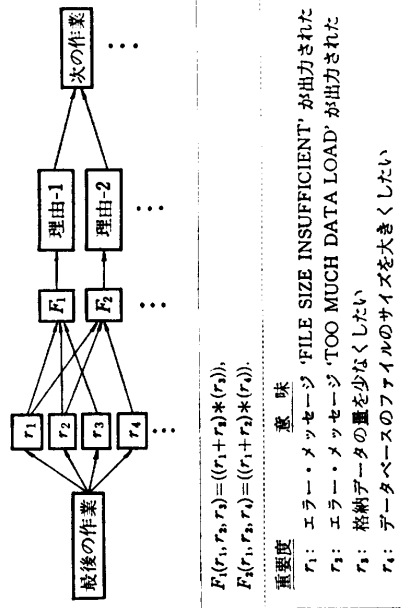 最後の作業
r₁
r₂
r₃
r₄
⋮
F₁
F₂
⋮
理由-1
理由-2
⋮
次の作業
⋮
F₁(r₁, r₂, r₃)=((r₁+r₂)*(r₃)),
F₂(r₁, r₂, r₄)=((r₁+r₂)*(r₄)).
重要度 意 味
r₁: エラー・メッセージ 'FILE SIZE INSUFFICIENT' が出力された
r₂: エラー・メッセージ 'TOO MUCH DATA LOAD' が出力された
r₃: 格納データの量を少なくしたい
r₄: データベースのファイルのサイズを大きくしたい